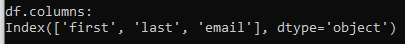 df.columns:
Index(['first', 'last', 'email'], dtype='object')